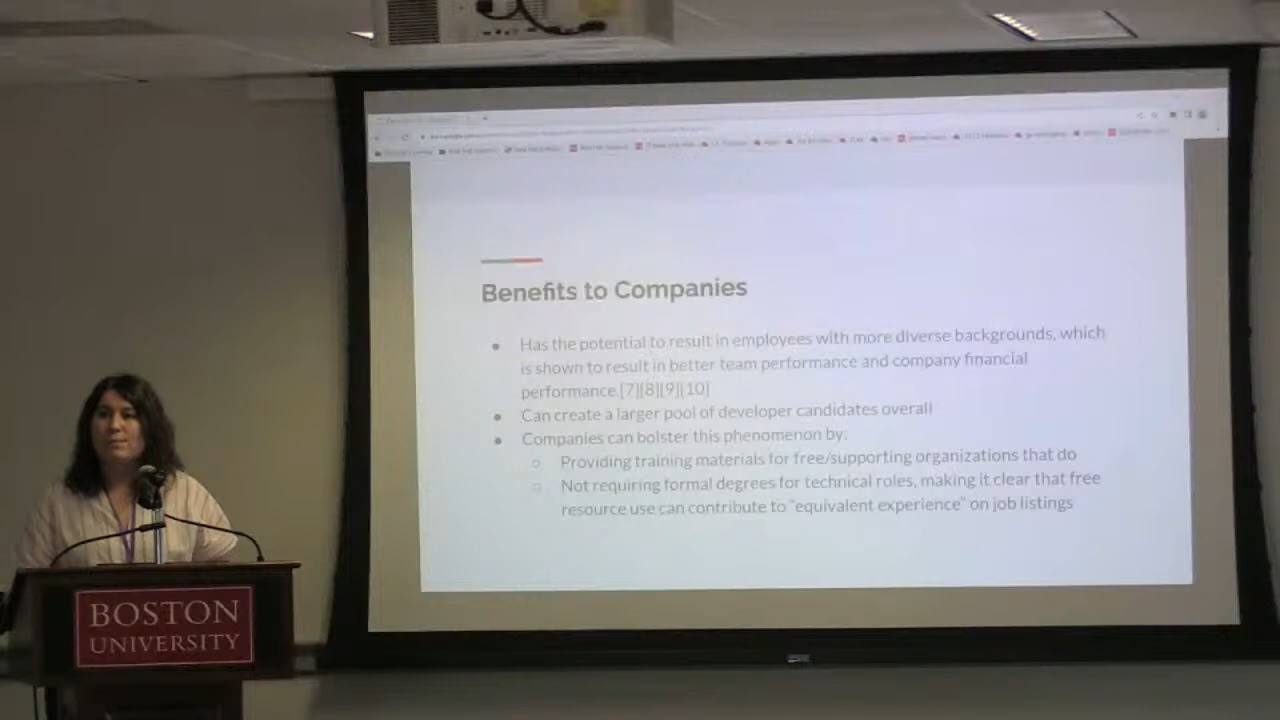 Benefits to Companies
● Has the potential to result in employees with more diverse backgrounds, which
is shown to result in better team performance and company financial
performance.[7][8][9][10]
● Can create a larger pool of developer candidates overall
● Companies can bolster this phenomenon by:
○ Providing training materials for free/supporting organizations that do
○ Not requiring formal degrees for technical roles, making it clear that free
resource use can contribute to "equivalent experience" on job listings
BOSTON
UNIVERSITY